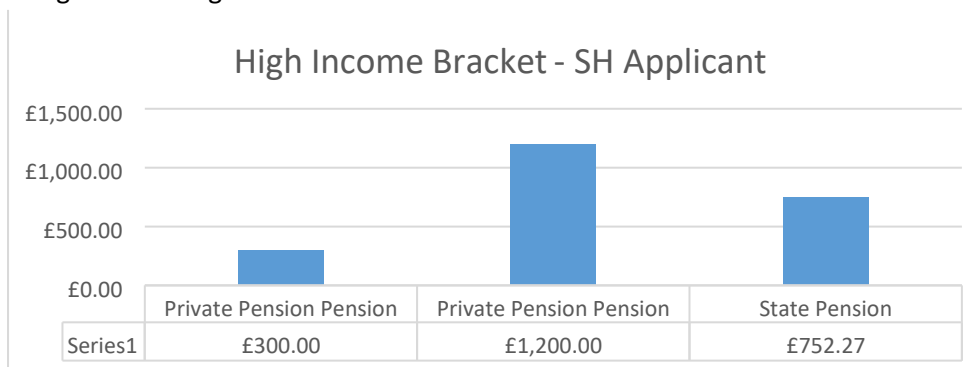 High Income Bracket - SH Applicant
£1,500.00
£1,000.00
£500.00
£0.00
Private Pension Pension Private Pension Pension State Pension
Series1 £300.00 £1,200.00 £752.27